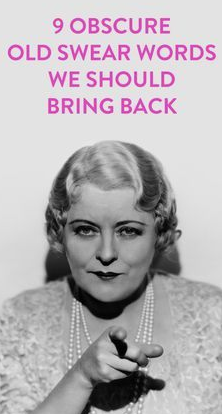 9 OBSCURE
OLD SWEAR WORDS
WE SHOULD
BRING BACK